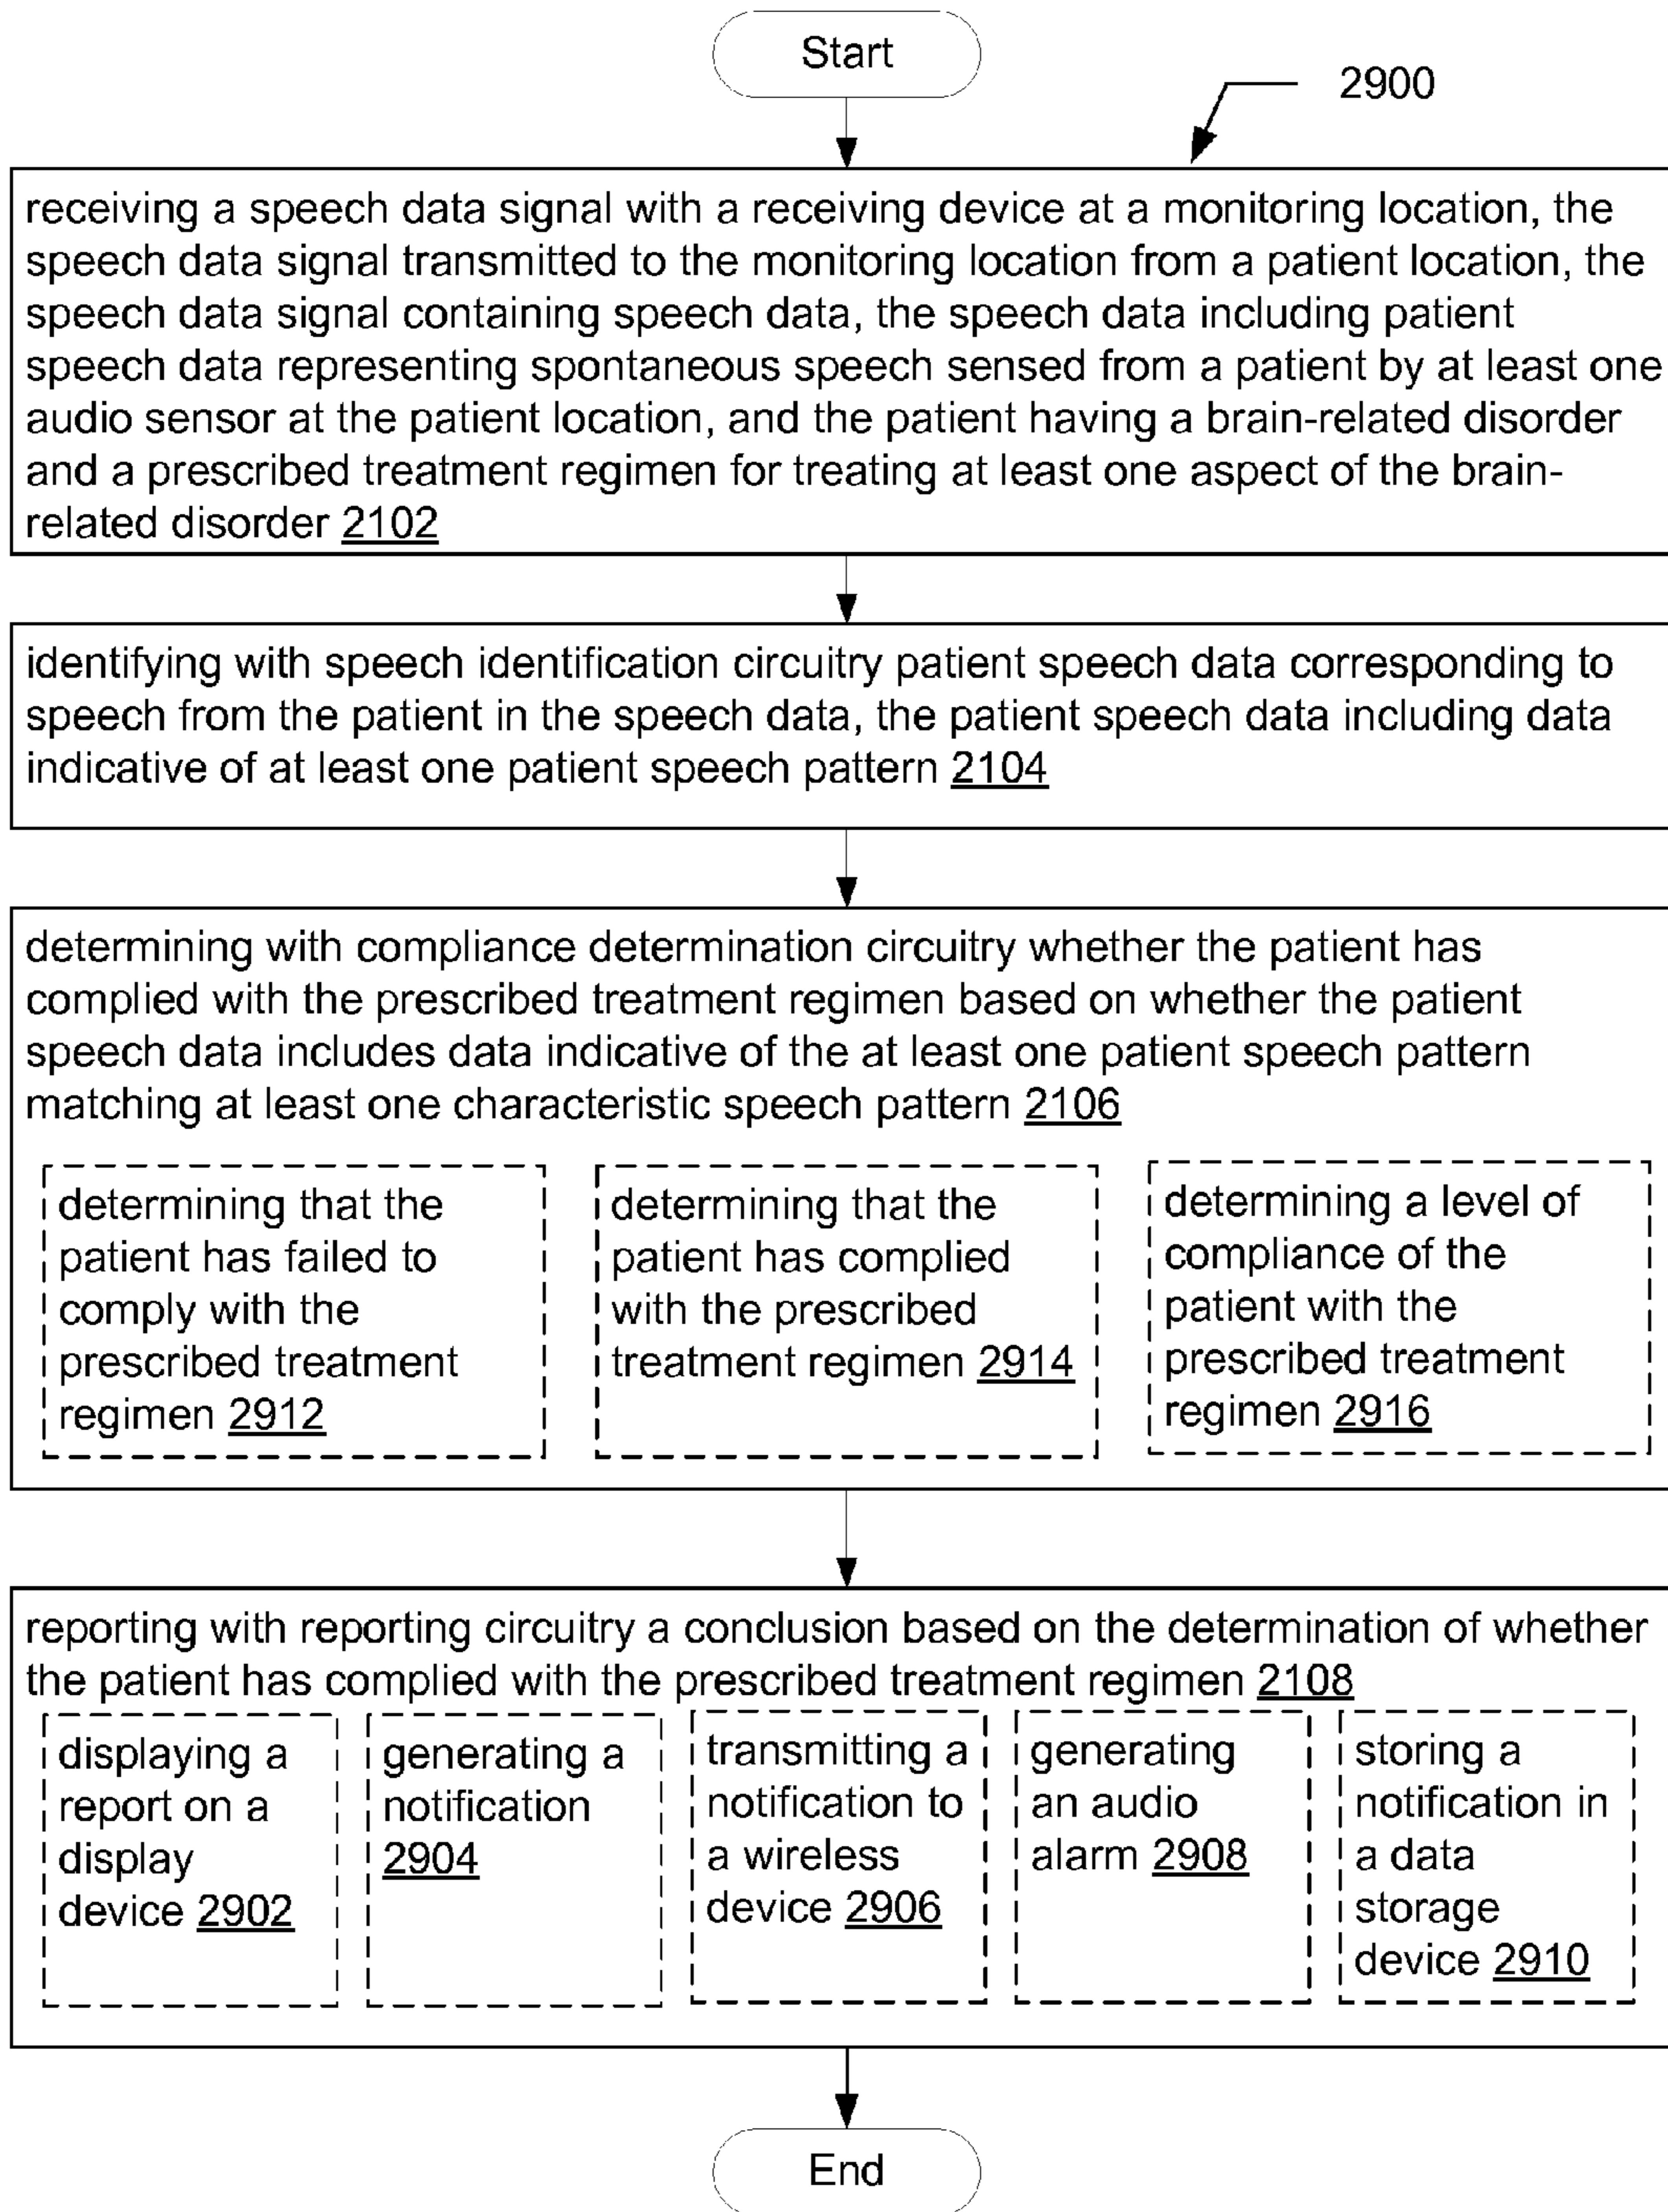 Start
2900
receiving a speech data signal with a receiving device at a monitoring location, the
speech data signal transmitted to the monitoring location from a patient location, the
speech data signal containing speech data, the speech data including patient
speech data representing spontaneous speech sensed from a patient by at least one
audio sensor at the patient location, and the patient having a brain-related disorder
and a prescribed treatment regimen for treating at least one aspect of the brain-
related disorder 2102
identifying with speech identification circuitry patient speech data corresponding to
speech from the patient in the speech data, the patient speech data including data
indicative of at least one patient speech pattern 2104
determining with compliance determination circuitry whether the patient has
complied with the prescribed treatment regimen based on whether the patient
speech data includes data indicative of the at least one patient speech pattern
matching at least one characteristic speech pattern 2106
determining that the
patient has failed to
comply with the
prescribed treatment
regimen 2912
determining that the
patient has complied
with the prescribed
treatment regimen 2914
determining a level of
compliance of the
patient with the
prescribed treatment
regimen 2916
reporting with reporting circuitry a conclusion based on the determination of whether
the patient has complied with the prescribed treatment regimen 2108
displaying a
report on a
display
device 2902
generating a
notification
2904
transmitting a
notification to
a wireless
device 2906
generating
an audio
alarm 2908
storing a
notification in
a data
storage
device 2910
End